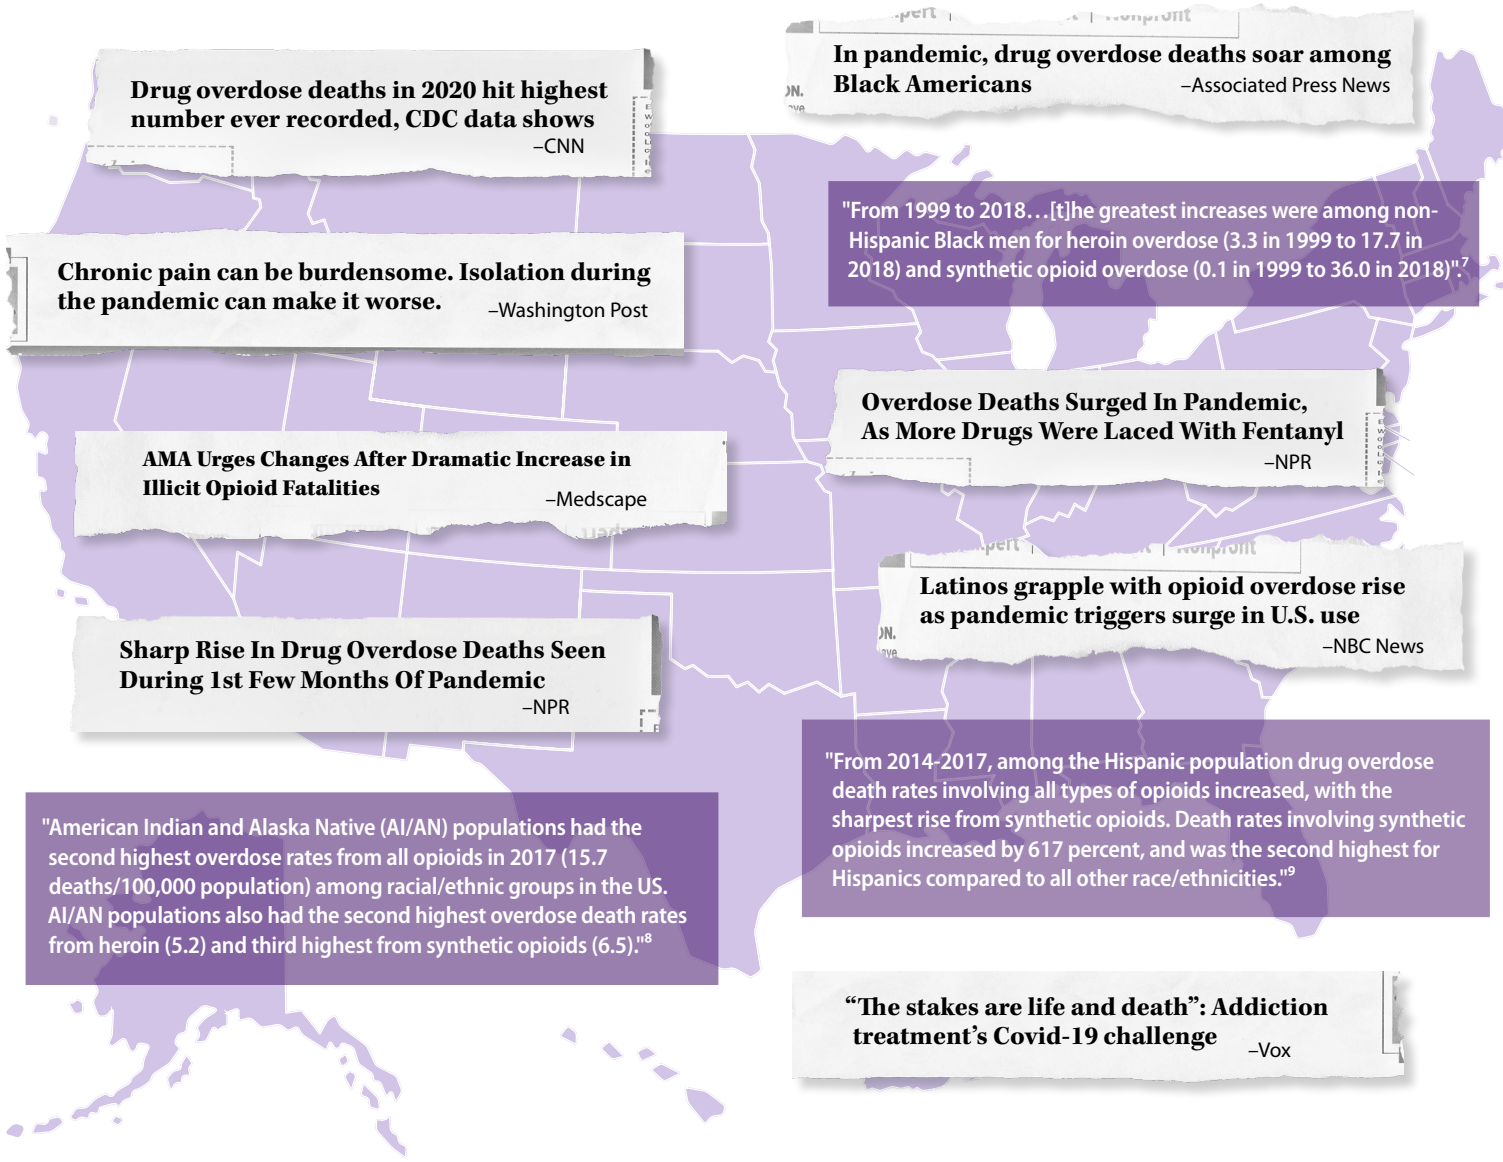 Drug overdose deaths in 2020 hit highest
number ever recorded, CDC data shows
–CNN
In pandemic, drug overdose deaths soar among
Black Americans –Associated Press News
"From 1999 to 2018…[t]he greatest increases were among non-
Hispanic Black men for heroin overdose (3.3 in 1999 to 17.7 in
2018) and synthetic opioid overdose (0.1 in 1999 to 36.0 in 2018)".7
Chronic pain can be burdensome. Isolation during
the pandemic can make it worse. –Washington Post
Overdose Deaths Surged In Pandemic,
As More Drugs Were Laced With Fentanyl
–NPR
AMA Urges Changes After Dramatic Increase in
Illicit Opioid Fatalities –Medscape
Latinos grapple with opioid overdose rise
as pandemic triggers surge in U.S. use
–NBC News
Sharp Rise In Drug Overdose Deaths Seen
During 1st Few Months Of Pandemic
–NPR
"From 2014-2017, among the Hispanic population drug overdose
death rates involving all types of opioids increased, with the
sharpest rise from synthetic opioids. Death rates involving synthetic
opioids increased by 617 percent, and was the second highest for
Hispanics compared to all other race/ethnicities."9
"American Indian and Alaska Native (AI/AN) populations had the
second highest overdose rates from all opioids in 2017 (15.7
deaths/100,000 population) among racial/ethnic groups in the US.
AI/AN populations also had the second highest overdose death rates
from heroin (5.2) and third highest from synthetic opioids (6.5)."8
“The stakes are life and death”: Addiction
treatment’s Covid-19 challenge –Vox